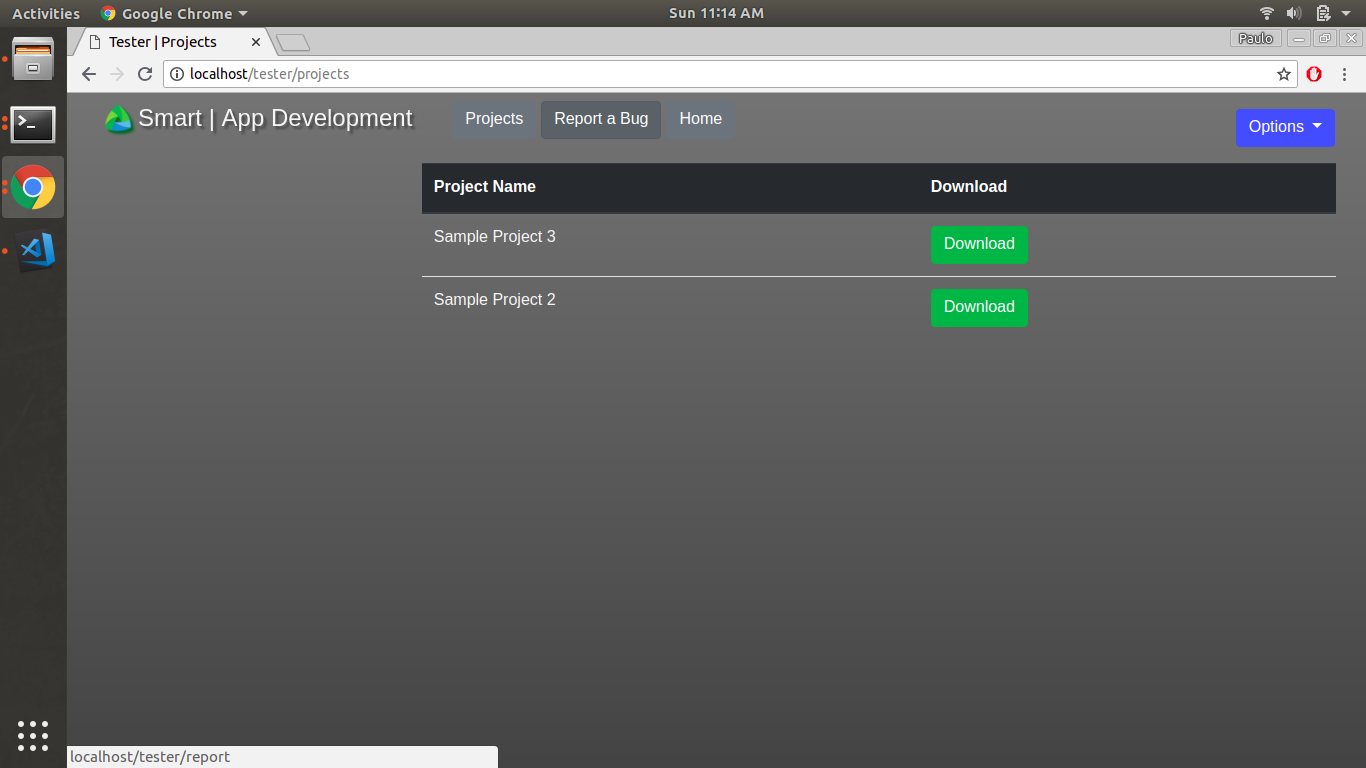 Activities Google Chrome Sun 11:14 AM
Tester | Projects Paulo
localhost/tester/projects
Smart | App Development Projects Report a Bug Home Options
Project Name Download
Sample Project 3 Download
Sample Project 2 Download
localhost/tester/report